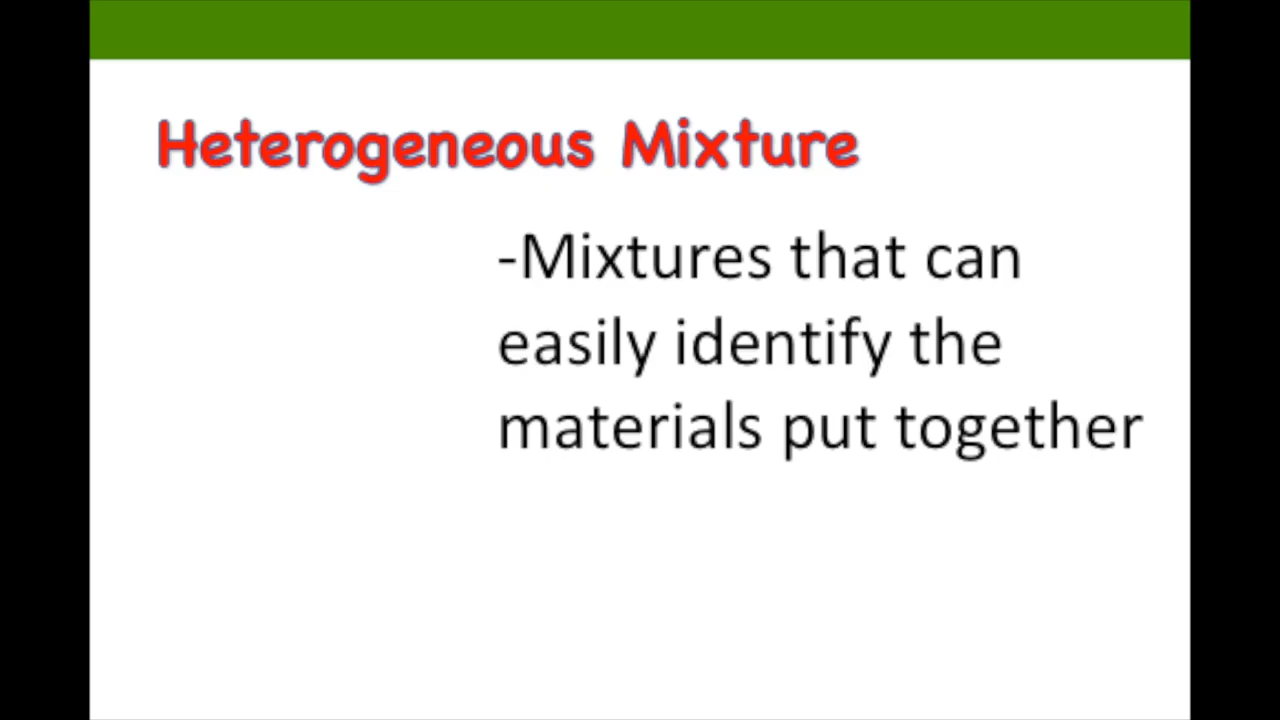 Heterogeneous Mixture
-Mixtures that can
easily identify the
materials put together